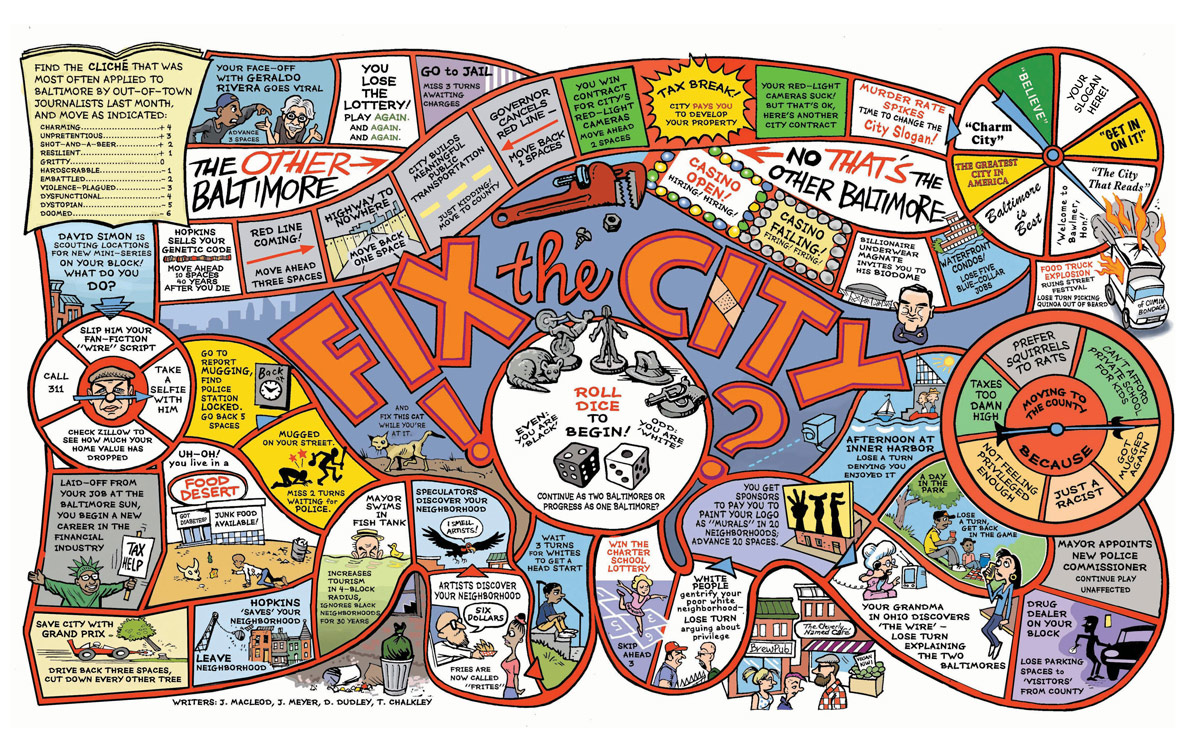 FIND THE CLICHÉ THAT WAS
MOST OFTEN APPLIED TO
BALTIMORE BY OUT-OF-TOWN
JOURNALISTS LAST MONTH,
AND MOVE AS INDICATED:
CHARMING + 4
UNPRETENTIOUS + 3
SHOT-AND-A-BEER + 2
RESILIENT + 1
GRITTY 0
HARDSCRABBLE - 1
EMBATTLED - 2
VIOLENCE-PLAGUED - 3
DYSFUNCTIONAL - 4
DYSTOPIAN - 5
DOOMED - 6
YOUR FACE-OFF
WITH GERALDO
RIVERA GOES VIRAL
ADVANCE
3 SPACES
YOU
LOSE
THE
LOTTERY!
PLAY AGAIN.
AND AGAIN.
AND AGAIN.
GO to JAIL
MISS 3 TURNS
AWAITING
CHARGES
THE OTHER
BALTIMORE
DAVID SIMON IS
SCOUTING LOCATIONS
FOR NEW MINI-SERIES
ON YOUR BLOCK!
WHAT DO YOU
DO?
HOPKINS
SELLS YOUR
GENETIC CODE
MOVE AHEAD
10 SPACES
40 YEARS
AFTER YOU DIE
RED LINE
COMING!
MOVE AHEAD
THREE SPACES
HIGHWAY TO
NOWHERE
MOVE BACK
ONE SPACE
CITY BUILDS
MEANINGFUL
PUBLIC
TRANSPORTATION
JUST KIDDING!
MOVE TO COUNTY
GOVERNOR
CANCELS
RED LINE -
MOVE BACK
2 SPACES
YOU WIN
CONTRACT
FOR CITY'S
RED-LIGHT
CAMERAS
MOVE AHEAD
2 SPACES
TAX BREAK!
CITY PAYS YOU
TO DEVELOP
YOUR PROPERTY
YOUR RED-LIGHT
CAMERAS SUCK!
BUT THAT'S OK,
HERE'S ANOTHER
CITY CONTRACT
MURDER RATE
SPIKES
TIME TO CHANGE THE
City Slogan!
"BELIEVE"
YOUR
SLOGAN
HERE!
"GET IN
ON IT!"
"The City
That Reads"
"Welcome to
Bawlmer,
Hon!"
Baltimore
is
Best
THE GREATEST
CITY IN
AMERICA
"Charm
City"
NO THAT'S THE
OTHER BALTIMORE
CASINO
OPEN!
HIRING! HIRING!
CASINO
FAILING!
FIRING! FIRING!
BILLIONAIRE
UNDERWEAR
MAGNATE
INVITES YOU TO
HIS BIODOME
WATERFRONT
CONDOS!
LOSE FIVE
BLUE-COLLAR
JOBS
FOOD TRUCK
EXPLOSION
RUINS STREET
FESTIVAL
LOSE TURN PICKING
QUINOA OUT OF BEARD
of CUMIN
BONDAGE
FIX the CITY
!
?
SLIP HIM YOUR
FAN-FICTION
"WIRE" SCRIPT
CALL
311
TAKE
A
SELFIE
WITH
HIM
CHECK ZILLOW TO
SEE HOW MUCH YOUR
HOME VALUE HAS
DROPPED
GO TO
REPORT
MUGGING,
FIND
POLICE
STATION
LOCKED.
GO BACK 5
SPACES
Back
at
MUGGED
ON YOUR STREET.
MISS 2 TURNS
WAITING for
POLICE.
AND
FIX THIS CAT
WHILE YOU'RE
AT IT.
ROLL
DICE
TO
BEGIN!
EVEN:
YOU ARE
'BLACK'
ODD:
YOU ARE
'WHITE'
CONTINUE AS TWO BALTIMORES OR
PROGRESS AS ONE BALTIMORE?
AFTERNOON AT
INNER HARBOR
LOSE A TURN
DENYING YOU
ENJOYED IT
MOVING TO
THE COUNTY
BECAUSE
PREFER
SQUIRRELS
TO RATS
CAN'T AFFORD
PRIVATE SCHOOL
FOR KIDS
GOT
MUGGED
AGAIN
JUST A
RACIST
NOT FEELING
PRIVILEGED
ENOUGH
TAXES
TOO
DAMN
HIGH
LAID-OFF FROM
YOUR JOB AT THE
BALTIMORE SUN,
YOU BEGIN A NEW
CAREER IN THE
FINANCIAL
INDUSTRY
TAX
HELP
UH-OH!
you live in a
FOOD
DESERT
GOT
DIABETES?
JUNK FOOD
AVAILABLE!
MAYOR
SWIMS
IN
FISH TANK
INCREASES
TOURISM
IN 4-BLOCK
RADIUS,
IGNORES BLACK
NEIGHBORHOODS
FOR 30 YEARS
SPECULATORS
DISCOVER YOUR
NEIGHBORHOOD
I SMELL
ARTISTS!
ARTISTS DISCOVER
YOUR NEIGHBORHOOD
SIX
DOLLARS
FRIES ARE
NOW CALLED
"FRITES"
WAIT
3 TURNS
FOR WHITES
TO GET A
HEAD START
WIN THE
CHARTER
SCHOOL
LOTTERY
SKIP
AHEAD
3
YOU GET
SPONSORS
TO PAY YOU TO
PAINT YOUR LOGO
AS "MURALS" IN 20
NEIGHBORHOODS;
ADVANCE 20 SPACES.
WHITE
PEOPLE
gentrify your
poor white
neighborhood—
LOSE TURN
arguing about
privilege
BrewPub
The Cleverly
Named Cafe
VEGAN
KIWI!
A DAY
IN THE
PARK
LOSE
A TURN,
GET BACK
IN THE GAME
YOUR GRANDMA
IN OHIO DISCOVERS
'THE WIRE' –
LOSE TURN
EXPLAINING
THE TWO
BALTIMORES
MAYOR APPOINTS
NEW POLICE
COMMISSIONER
CONTINUE PLAY
UNAFFECTED
DRUG
DEALER
ON YOUR
BLOCK
LOSE PARKING
SPACES to
'VISITORS'
FROM COUNTY
SAVE CITY WITH
GRAND PRIX –
DRIVE BACK THREE SPACES,
CUT DOWN EVERY OTHER TREE
HOPKINS
'SAVES' YOUR
NEIGHBORHOOD
LEAVE
NEIGHBORHOOD
WRITERS: J. MACLEOD, J. MEYER, D. DUDLEY, T. CHALKLEY